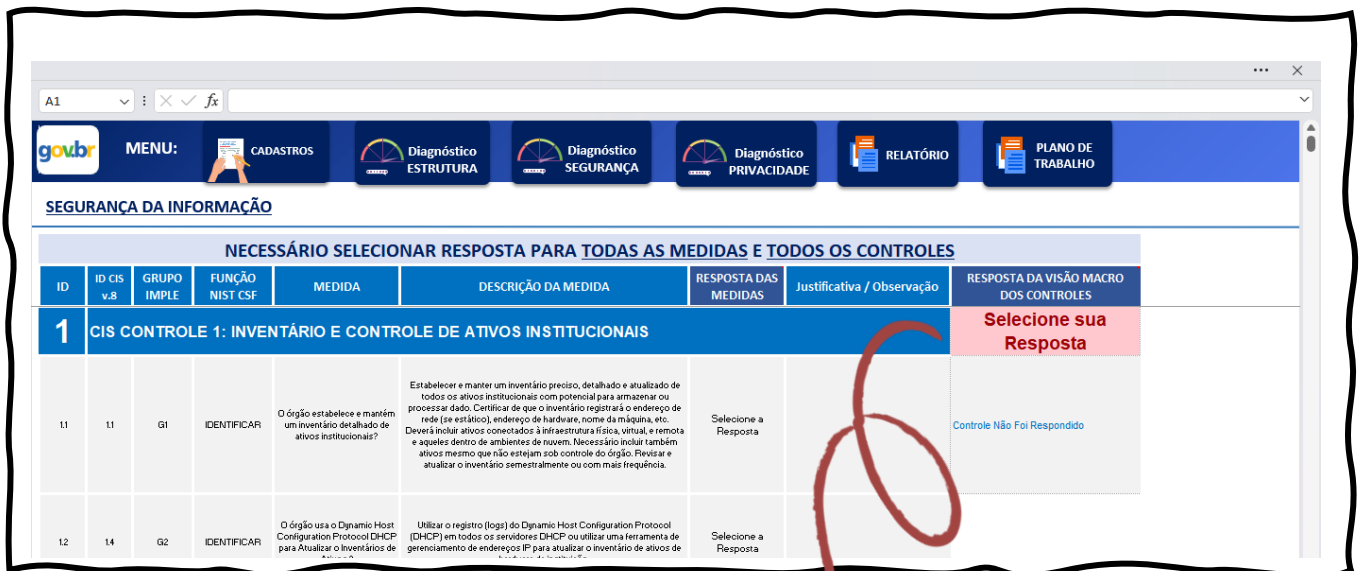 A1
fx
gov.br
MENU:
CADASTROS
Diagnóstico
ESTRUTURA
Diagnóstico
SEGURANÇA
Diagnóstico
PRIVACIDADE
RELATÓRIO
PLANO DE
TRABALHO
SEGURANÇA DA INFORMAÇÃO
NECESSÁRIO SELECIONAR RESPOSTA PARA TODAS AS MEDIDAS E TODOS OS CONTROLES
ID
ID CIS
v.8
GRUPO
IMPLE
FUNÇÃO
NIST CSF
MEDIDA
DESCRIÇÃO DA MEDIDA
RESPOSTA DAS
MEDIDAS
Justificativa / Observação
RESPOSTA DA VISÃO MACRO
DOS CONTROLES
1
CIS CONTROLE 1: INVENTÁRIO E CONTROLE DE ATIVOS INSTITUCIONAIS
Selecione sua
Resposta
1.1
1.1
G1
IDENTIFICAR
O órgão estabelece e mantém
um inventário detalhado de
ativos institucionais?
Estabelecer e manter um inventário preciso, detalhado e atualizado de
todos os ativos institucionais com potencial para armazenar ou
processar dado. Certificar de que o inventário registrará o endereço de
rede (se estático), endereço de hardware, nome da máquina, etc.
Deverá incluir ativos conectados à infraestrutura física, virtual, e remota
e aqueles dentro de ambientes de nuvem. Necessário incluir também
ativos mesmo que não estejam sob controle do órgão. Revisar e
atualizar o inventário semestralmente ou com mais frequência.
Selecione a
Resposta
Controle Não Foi Respondido
1.2
1.4
G2
IDENTIFICAR
O órgão usa o Dynamic Host
Configuration Protocol DHCP
para Atualizar o Inventários de
Utilizar o registro (logs) do Dynamic Host Configuration Protocol
(DHCP) em todos os servidores DHCP ou utilizar uma ferramenta de
gerenciamento de endereços IP para atualizar o inventário de ativos de
Selecione a
Resposta